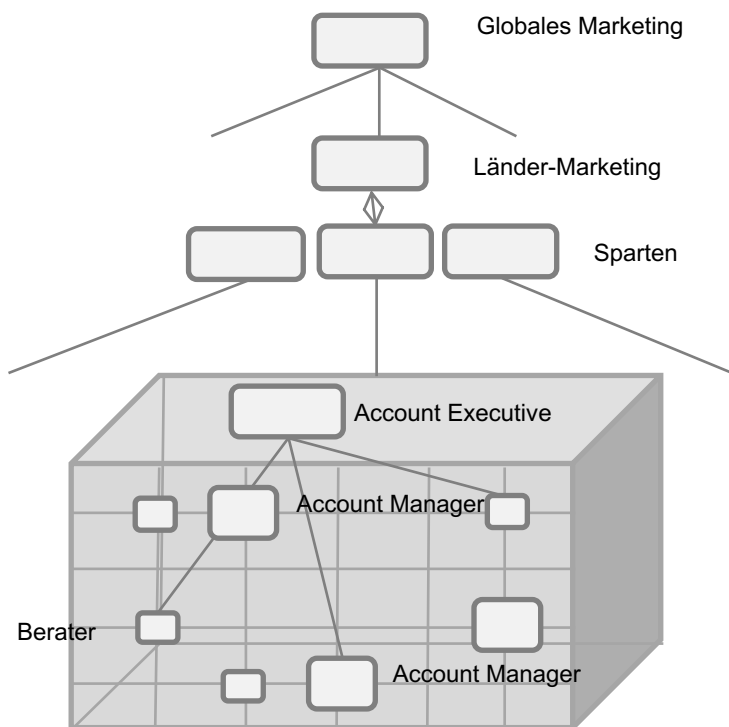 Globales Marketing
Länder-Marketing
Sparten
Account Executive
Account Manager
Berater
Account Manager